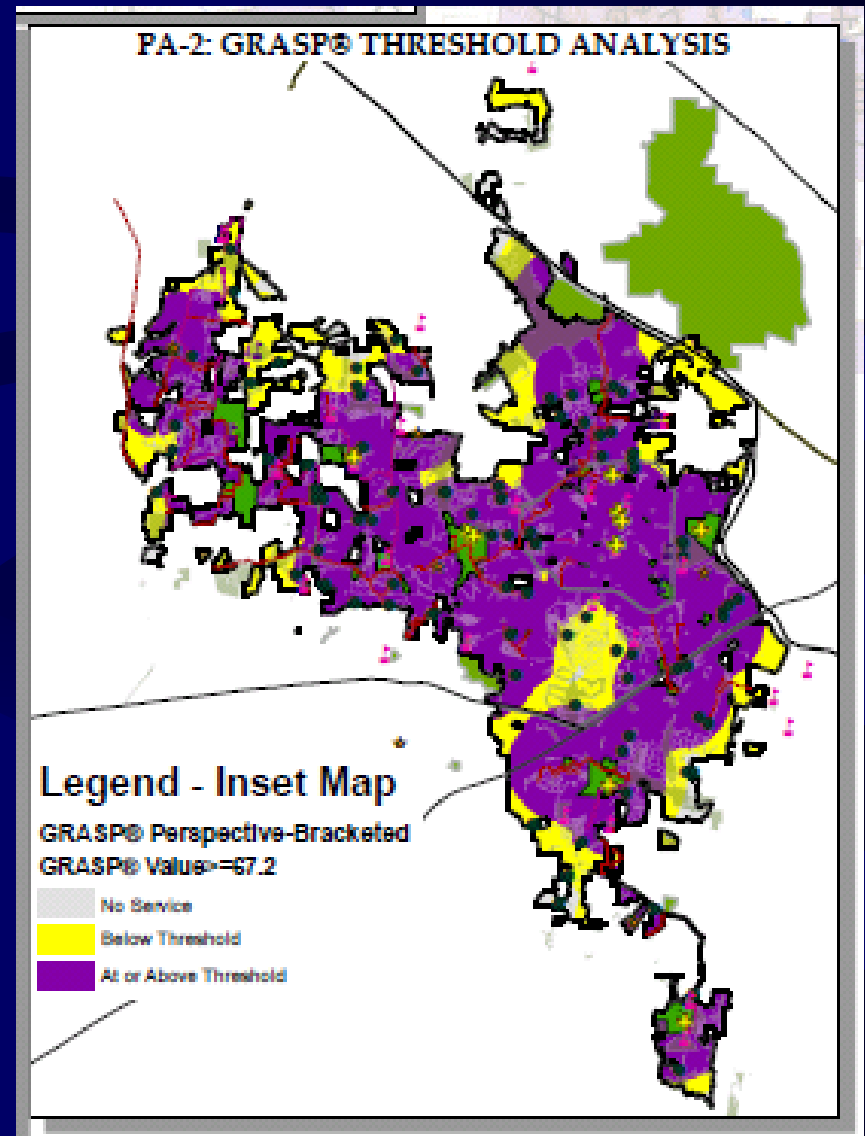 PA-2: GRASP® THRESHOLD ANALYSIS
Legend - Inset Map
GRASP® Perspective-Bracketed
GRASP® Value>=67.2
No Service
Below Threshold
At or Above Threshold